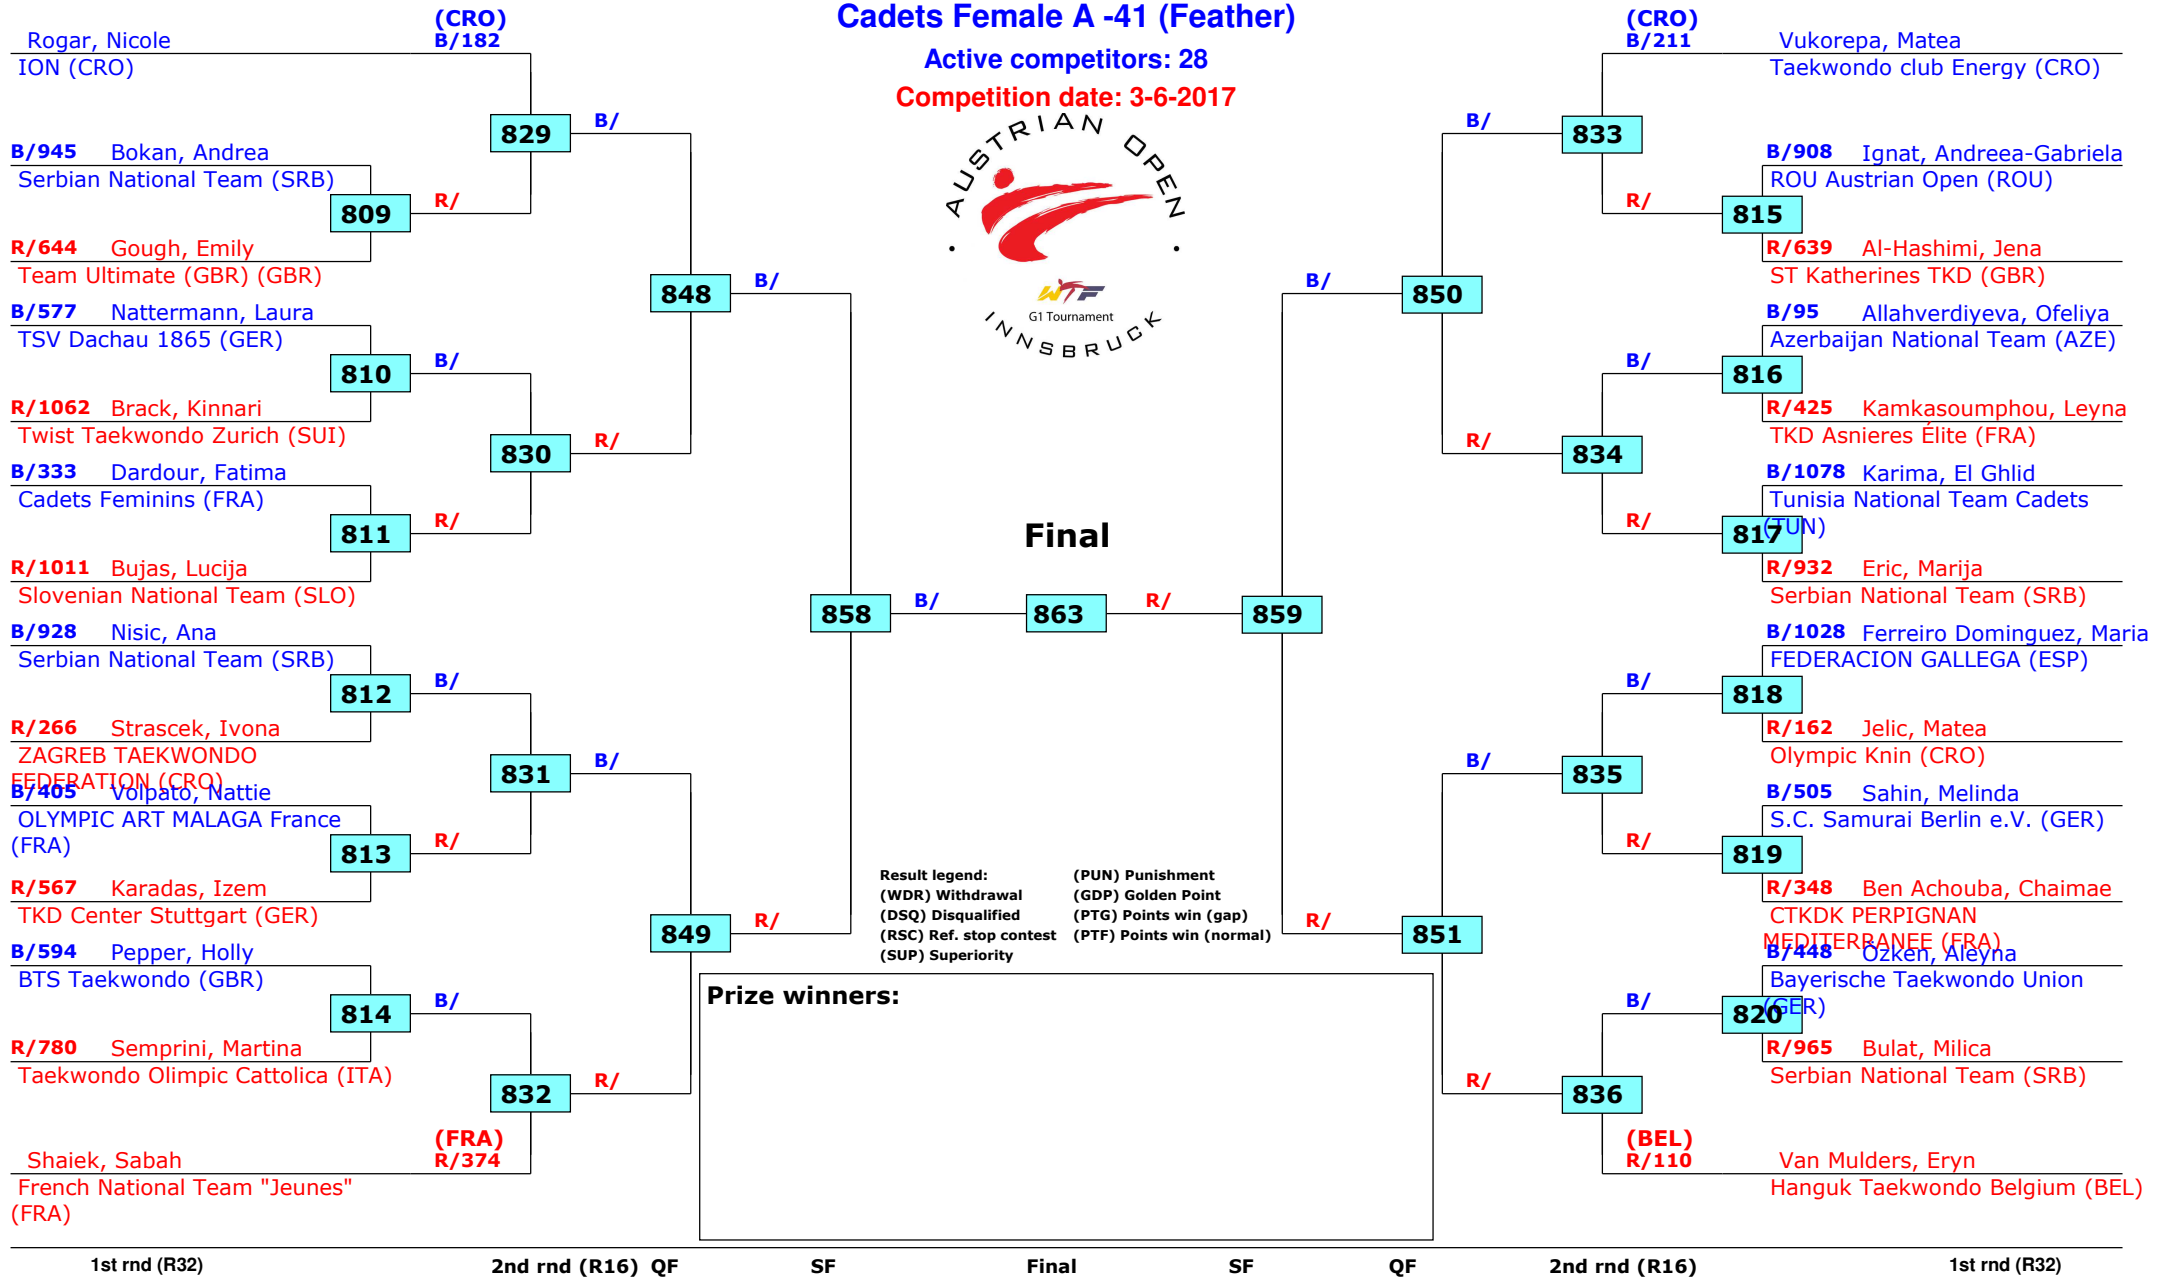 Cadets Female A -41 (Feather)
Active competitors: 28
Competition date: 3-6-2017
AUSTRIAN OPEN
WTF
G1 Tournament
INNSBRUCK
(CRO)
Rogar, Nicole B/182
ION (CRO)
829 B/
B/945 Bokan, Andrea
Serbian National Team (SRB)
809 R/
R/644 Gough, Emily
Team Ultimate (GBR) (GBR)
848 B/
B/577 Nattermann, Laura
TSV Dachau 1865 (GER)
810 B/
R/1062 Brack, Kinnari
Twist Taekwondo Zurich (SUI)
830 R/
B/333 Dardour, Fatima
Cadets Feminins (FRA)
811 R/
R/1011 Bujas, Lucija
Slovenian National Team (SLO)
858 B/
B/928 Nisic, Ana
Serbian National Team (SRB)
812 B/
R/266 Strascek, Ivona
ZAGREB TAEKWONDO
FEDERATION (CRO)
831 B/
B/405 Volpato, Nattie
OLYMPIC ART MALAGA France
(FRA)
813 R/
R/567 Karadas, Izem
TKD Center Stuttgart (GER)
849 R/
B/594 Pepper, Holly
BTS Taekwondo (GBR)
814 B/
R/780 Semprini, Martina
Taekwondo Olimpic Cattolica (ITA)
832 R/
(FRA)
Shaiek, Sabah R/374
French National Team "Jeunes"
(FRA)
Final
863 R/
(CRO)
B/211 Vukorepa, Matea
Taekwondo club Energy (CRO)
B/ 833
B/908 Ignat, Andreea-Gabriela
ROU Austrian Open (ROU)
R/ 815
R/639 Al-Hashimi, Jena
ST Katherines TKD (GBR)
B/ 850
B/95 Allahverdiyeva, Ofeliya
Azerbaijan National Team (AZE)
B/ 816
R/425 Kamkasoumphou, Leyna
TKD Asnieres Élite (FRA)
R/ 834
B/1078 Karima, El Ghlid
Tunisia National Team Cadets
(TUN)
R/ 817
R/932 Eric, Marija
Serbian National Team (SRB)
859
B/1028 Ferreiro Dominguez, Maria
FEDERACION GALLEGA (ESP)
B/ 818
R/162 Jelic, Matea
Olympic Knin (CRO)
B/ 835
B/505 Sahin, Melinda
S.C. Samurai Berlin e.V. (GER)
R/ 819
R/348 Ben Achouba, Chaimae
CTKDK PERPIGNAN
MEDITERRANEE (FRA)
R/ 851
B/448 Özken, Aleyna
Bayerische Taekwondo Union
(GER)
B/ 820
R/965 Bulat, Milica
Serbian National Team (SRB)
R/ 836
(BEL)
R/110 Van Mulders, Eryn
Hanguk Taekwondo Belgium (BEL)
Result legend: (PUN) Punishment
(WDR) Withdrawal (GDP) Golden Point
(DSQ) Disqualified (PTG) Points win (gap)
(RSC) Ref. stop contest (PTF) Points win (normal)
(SUP) Superiority
Prize winners:
1st rnd (R32) 2nd rnd (R16) QF SF Final SF QF 2nd rnd (R16) 1st rnd (R32)